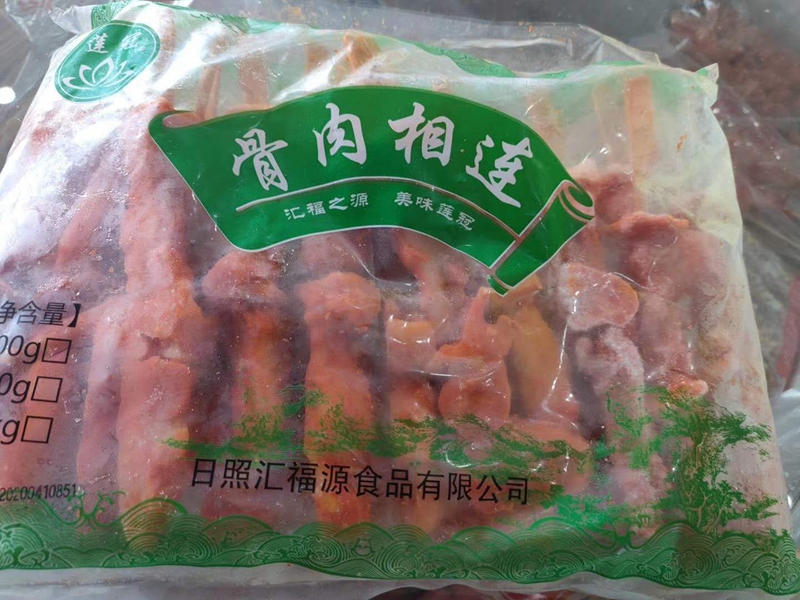 莲冠
骨肉相连
汇福之源 美味莲冠
净含量】
00g□
0g□
g□
日照汇福源食品有限公司
20200410851